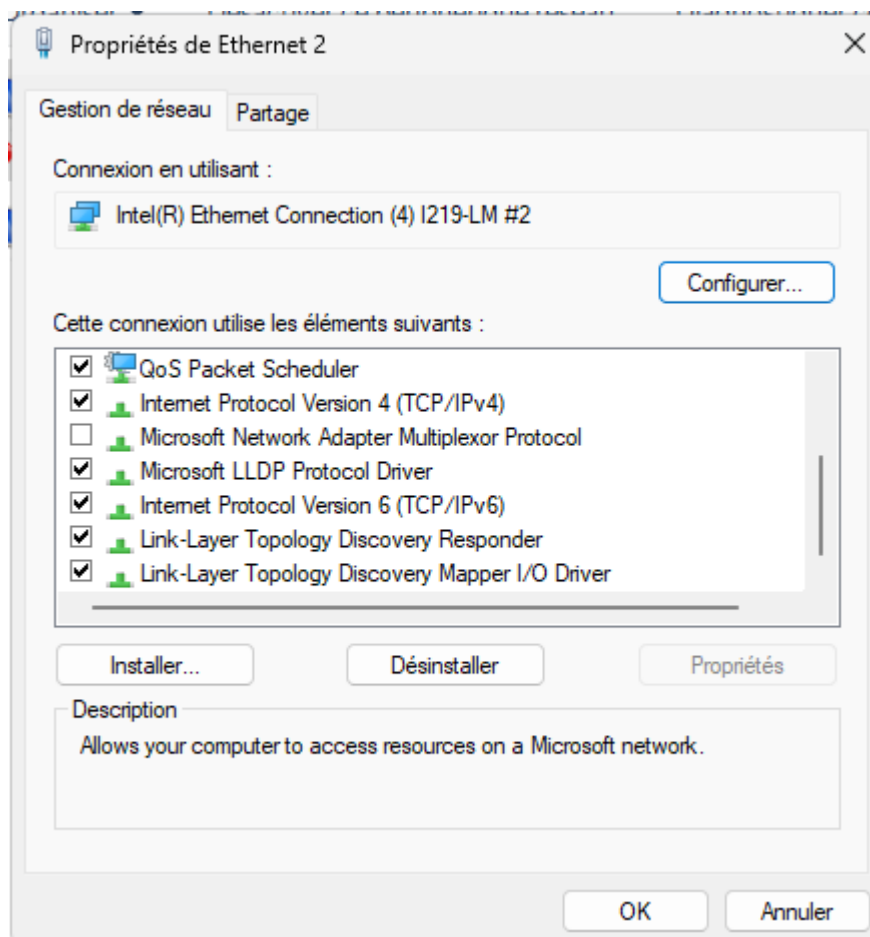 Propriétés de Ethernet 2
Gestion de réseau
Partage
Connexion en utilisant :
Intel(R) Ethernet Connection (4) I219-LM #2
Configurer...
Cette connexion utilise les éléments suivants :
QoS Packet Scheduler
Internet Protocol Version 4 (TCP/IPv4)
Microsoft Network Adapter Multiplexor Protocol
Microsoft LLDP Protocol Driver
Internet Protocol Version 6 (TCP/IPv6)
Link-Layer Topology Discovery Responder
Link-Layer Topology Discovery Mapper I/O Driver
Installer...
Désinstaller
Propriétés
Description
Allows your computer to access resources on a Microsoft network.
OK
Annuler